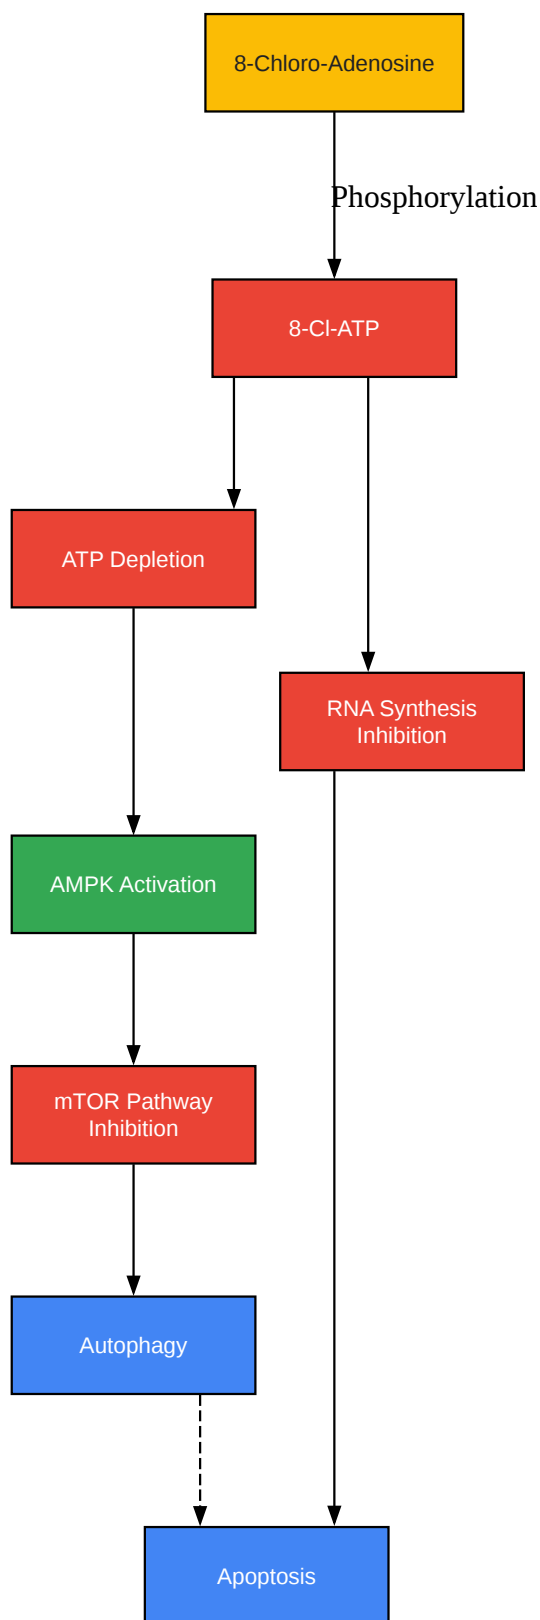 8-Chloro-Adenosine
Phosphorylation
8-Cl-ATP
ATP Depletion
RNA Synthesis
Inhibition
AMPK Activation
mTOR Pathway
Inhibition
Autophagy
Apoptosis